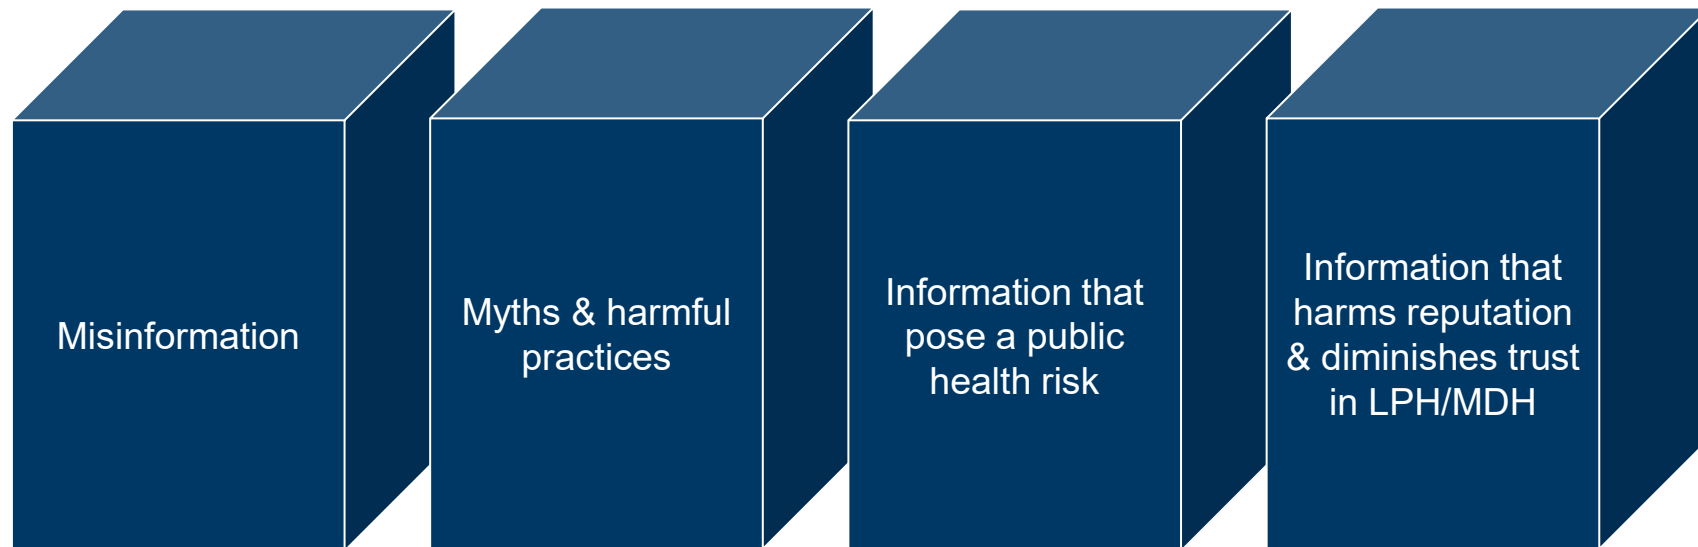 Misinformation
Myths & harmful
practices
Information that
pose a public
health risk
Information that
harms reputation
& diminishes trust
in LPH/MDH